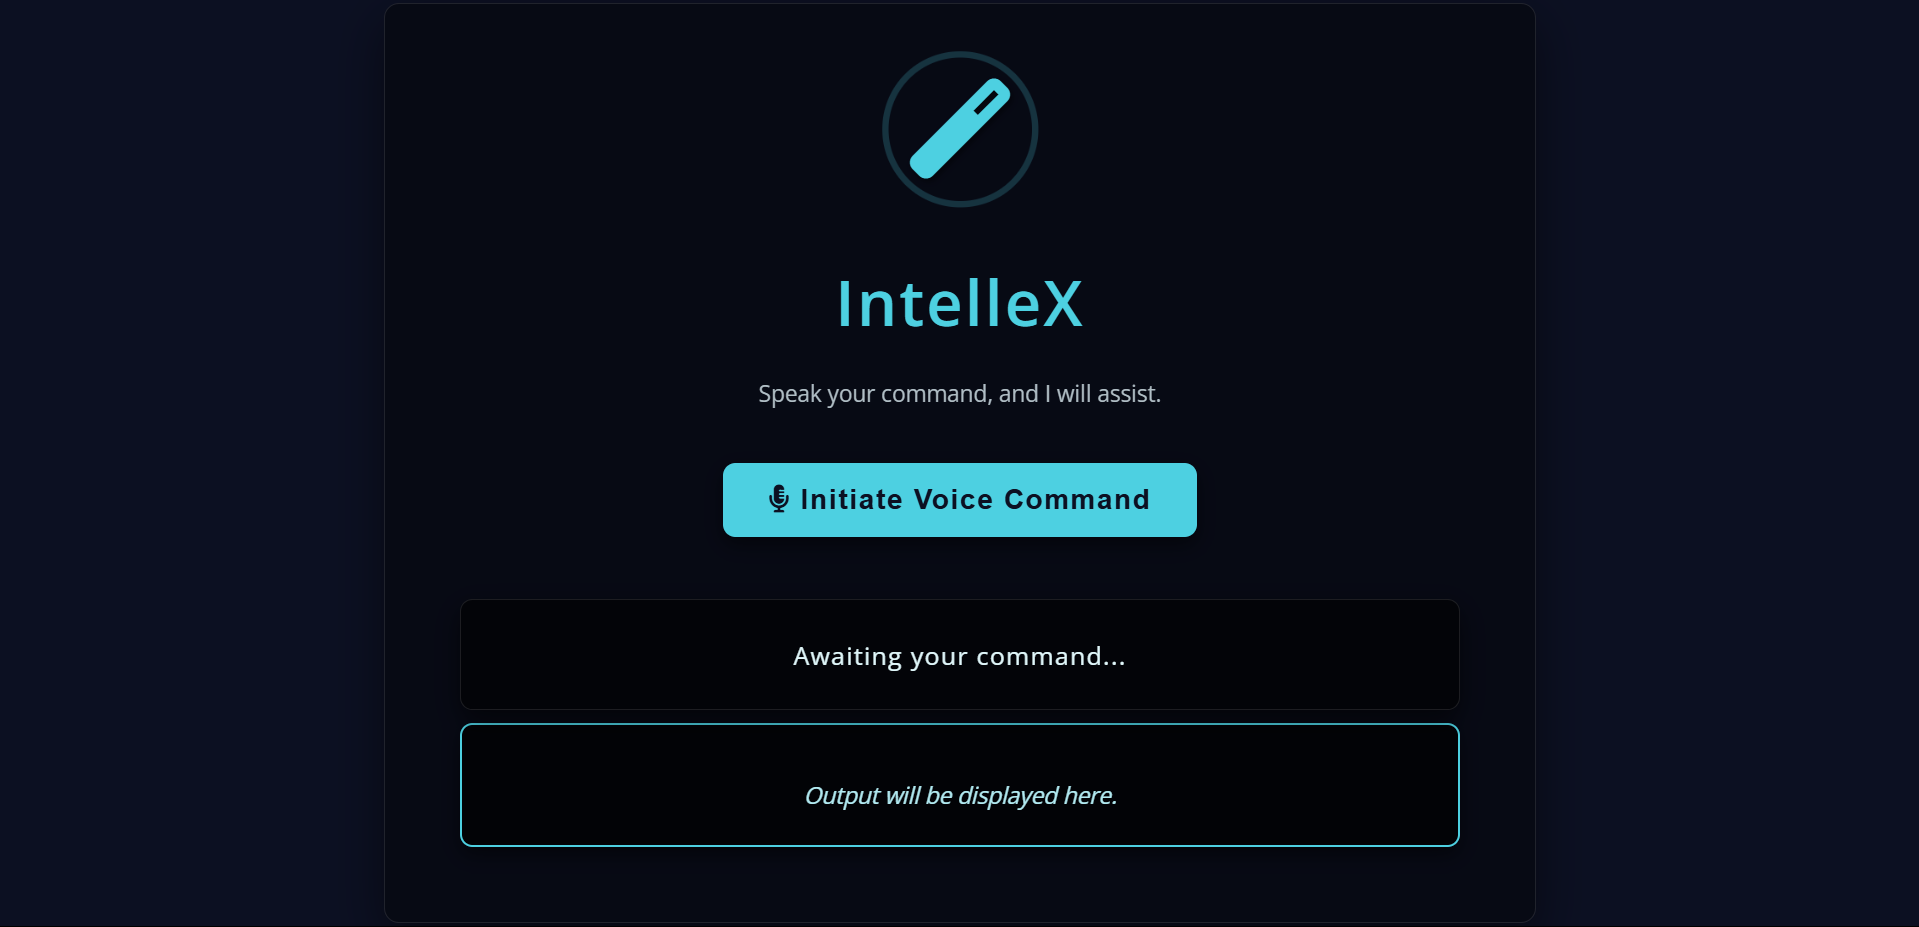 IntelleX
Speak your command, and I will assist.
Initiate Voice Command
Awaiting your command...
Output will be displayed here.